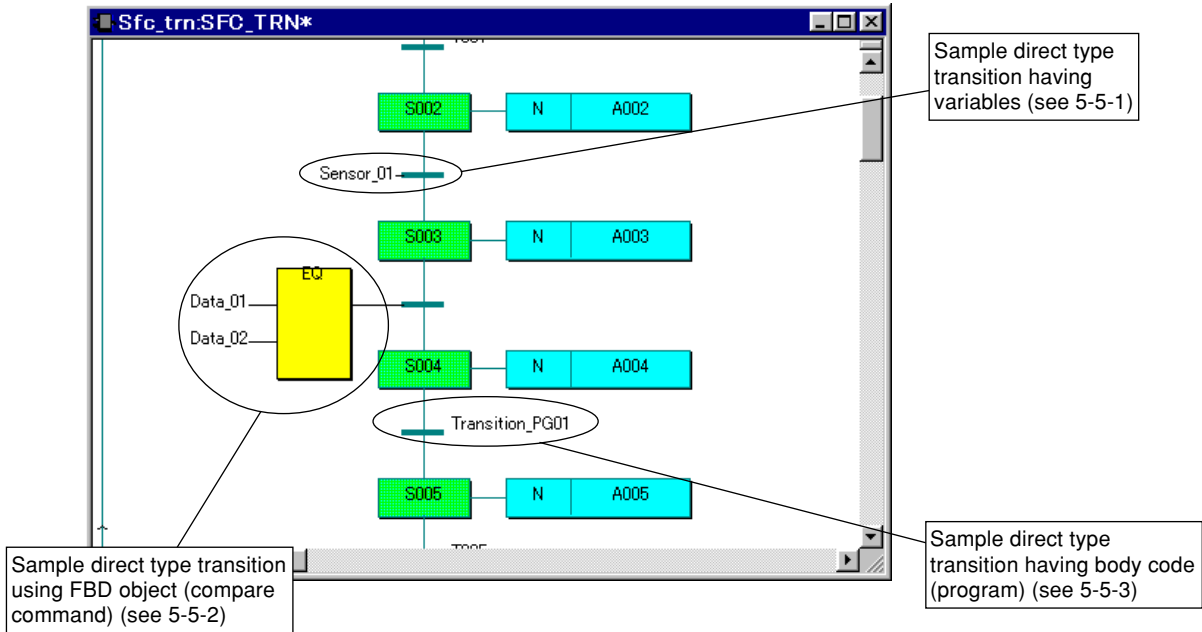 Sfc_trn:SFC_TRN*
Sample direct type
transition having
variables (see 5-5-1)
S002
N
A002
Sensor_01
S003
N
A003
EQ
Data_01
Data_02
S004
N
A004
Transition_PG01
S005
N
A005
Sample direct type transition
using FBD object (compare
command) (see 5-5-2)
Sample direct type
transition having body code
(program) (see 5-5-3)